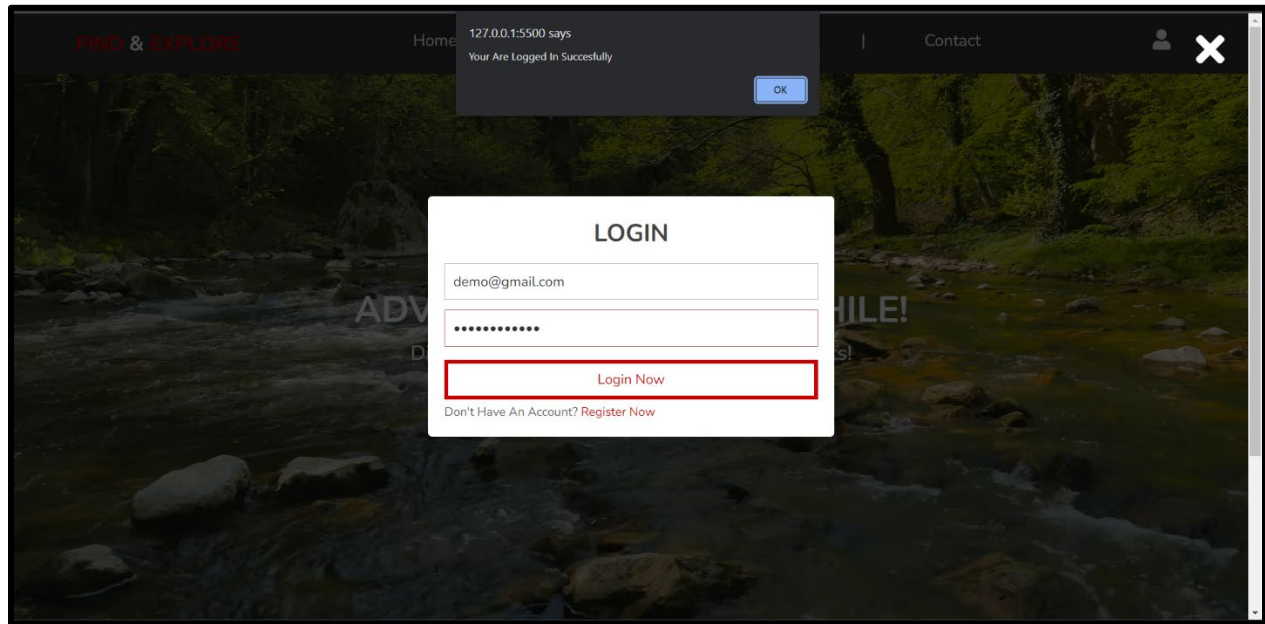 FIND & EXPLORE
Home
127.0.0.1:5500 says
Your Are Logged In Succesfully
OK
|
Contact
LOGIN
demo@gmail.com
••••••••••••
Login Now
Don't Have An Account? Register Now
ADV
HILE!
D
s!